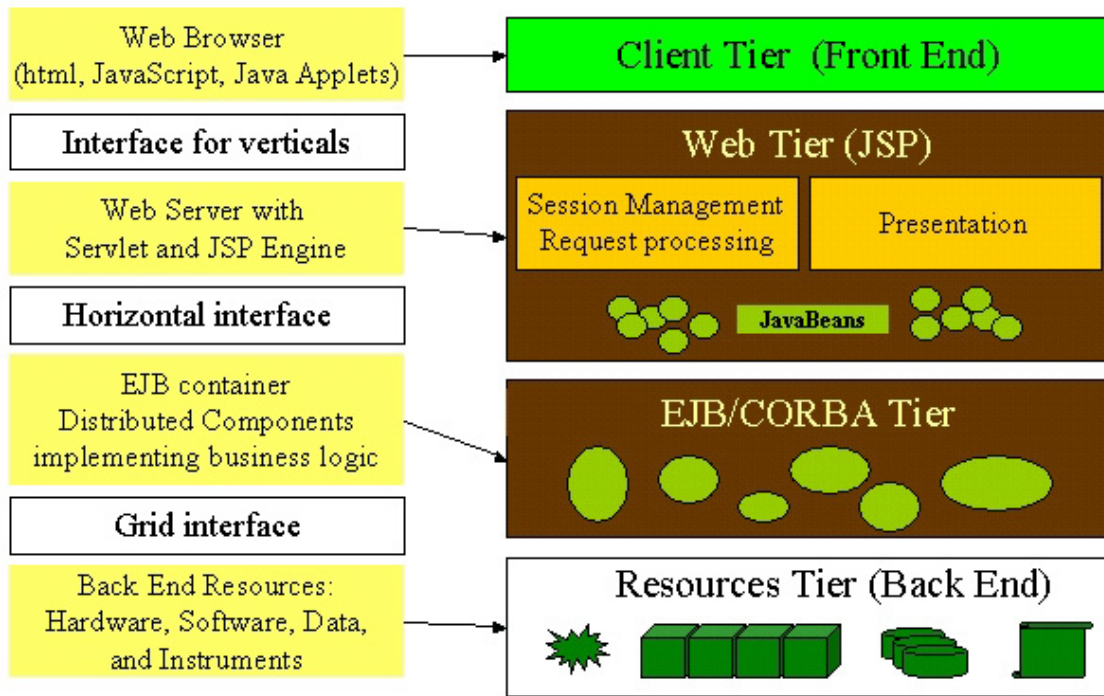 Web Browser
(html, JavaScript, Java Applets)
Client Tier (Front End)
Interface for verticals
Web Tier (JSP)
Web Server with
Servlet and JSP Engine
Session Management
Request processing
Presentation
Horizontal interface
JavaBeans
EJB container
Distributed Components
implementing business logic
EJB/CORBA Tier
Grid interface
Back End Resources:
Hardware, Software, Data,
and Instruments
Resources Tier (Back End)